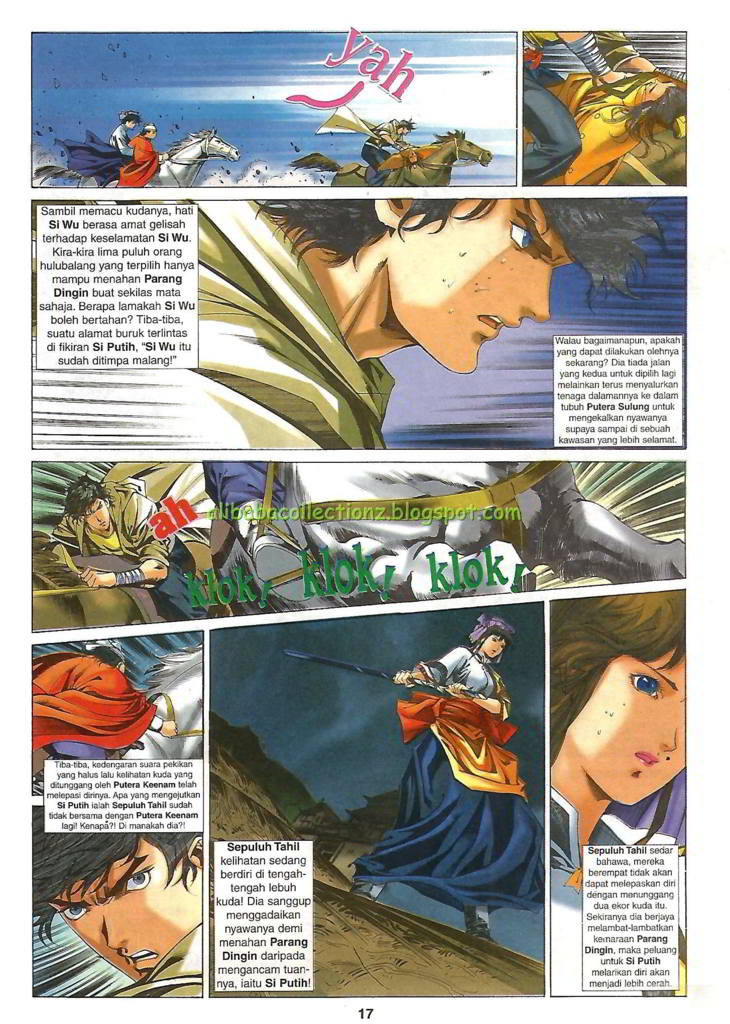 yah
Sambil memacu kudanya, hati
Si Wu berasa amat gelisah
terhadap keselamatan Si Wu.
Kira-kira lima puluh orang
hulubalang yang terpilih hanya
mampu menahan Parang
Dingin buat sekilas mata
sahaja. Berapa lamakah Si Wu
boleh bertahan? Tiba-tiba,
suatu alamat buruk terlintas
di fikiran Si Putih, "Si Wu itu
sudah ditimpa malang!"
Walau bagaimanapun, apakah
yang dapat dilakukan olehnya
sekarang? Dia tiada jalan
yang kedua untuk dipilih lagi
melainkan terus menyalurkan
tenaga dalamannya ke dalam
tubuh Putera Sulung untuk
mengekalkan nyawanya
supaya sampai di sebuah
kawasan yang lebih selamat.
ah
alibabacollectionz.blogspot.com
klok! klok! klok!
Tiba-tiba, kedengaran suara pekikan
yang halus lalu kelihatan kuda yang
ditunggang oleh Putera Keenam telah
melepasi dirinya. Apa yang mengejutkan
Si Putih ialah Sepuluh Tahil sudah
tidak bersama dengan Putera Keenam
lagi! Kenapa?! Di manakah dia?!
Sepuluh Tahil
kelihatan sedang
berdiri di tengah-
tengah lebuh
kuda! Dia sanggup
menggadaikan
nyawanya demi
menahan Parang
Dingin daripada
mengancam tuan-
nya, iaitu Si Putih!
Sepuluh Tahil sedar
bahawa, mereka
berempat tidak akan
dapat melepaskan diri
dengan menunggang
dua ekor kuda itu.
Sekiranya dia berjaya
melambat-lambatkan
kemaraan Parang
Dingin, maka peluang
untuk Si Putih
melarikan diri akan
menjadi lebih cerah.
17